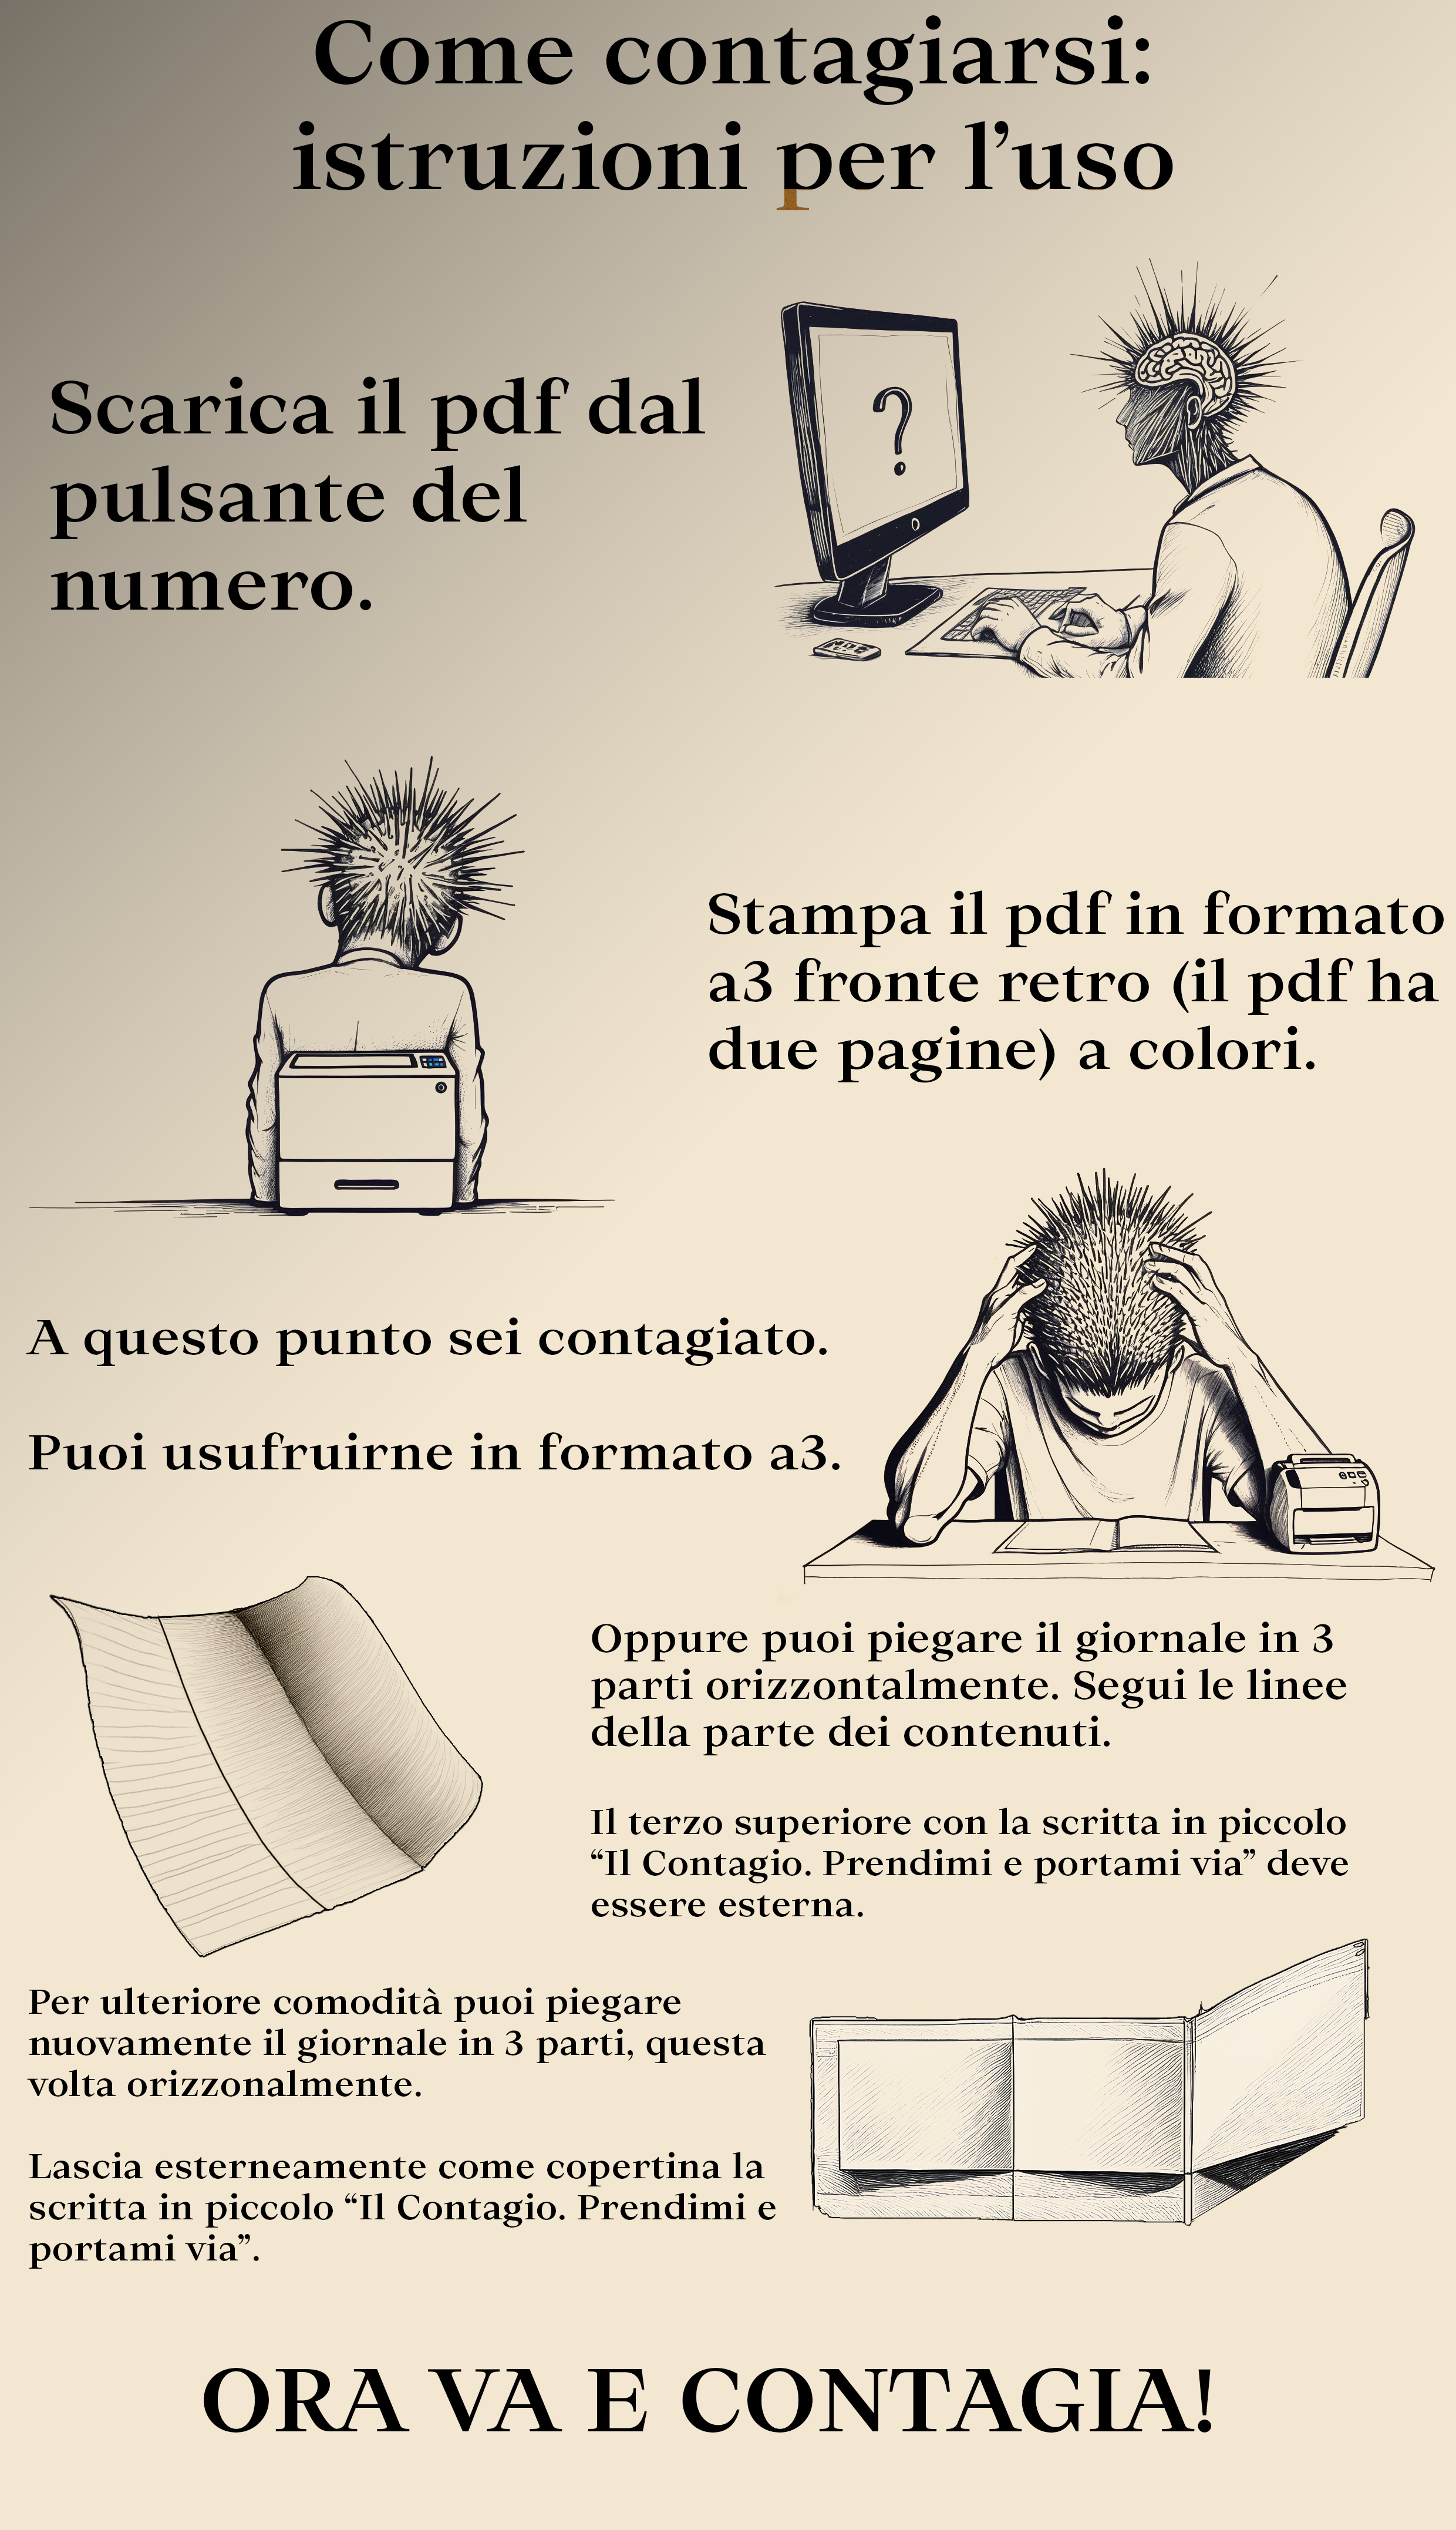 Come contagiarsi:
istruzioni per l’uso
Scarica il pdf dal
pulsante del
numero.
Stampa il pdf in formato
a3 fronte retro (il pdf ha
due pagine) a colori.
A questo punto sei contagiato.
Puoi usufruirne in formato a3.
Oppure puoi piegare il giornale in 3
parti orizzontalmente. Segui le linee
della parte dei contenuti.
Il terzo superiore con la scritta in piccolo
“Il Contagio. Prendimi e portami via” deve
essere esterna.
Per ulteriore comodità puoi piegare
nuovamente il giornale in 3 parti, questa
volta orizzonalmente.
Lascia esterneamente come copertina la
scritta in piccolo “Il Contagio. Prendimi e
portami via”.
ORA VA E CONTAGIA!